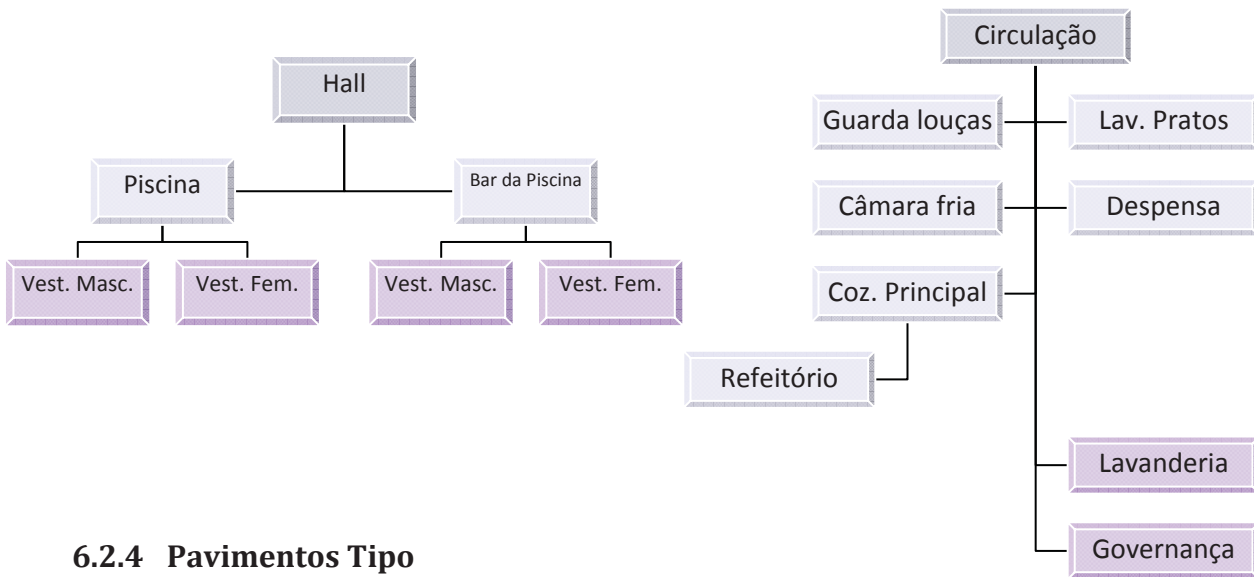 Hall
Piscina
Bar da Piscina
Vest. Masc.
Vest. Fem.
Vest. Masc.
Vest. Fem.
Circulação
Guarda louças
Lav. Pratos
Câmara fria
Despensa
Coz. Principal
Refeitório
Lavanderia
Governança
6.2.4 Pavimentos Tipo